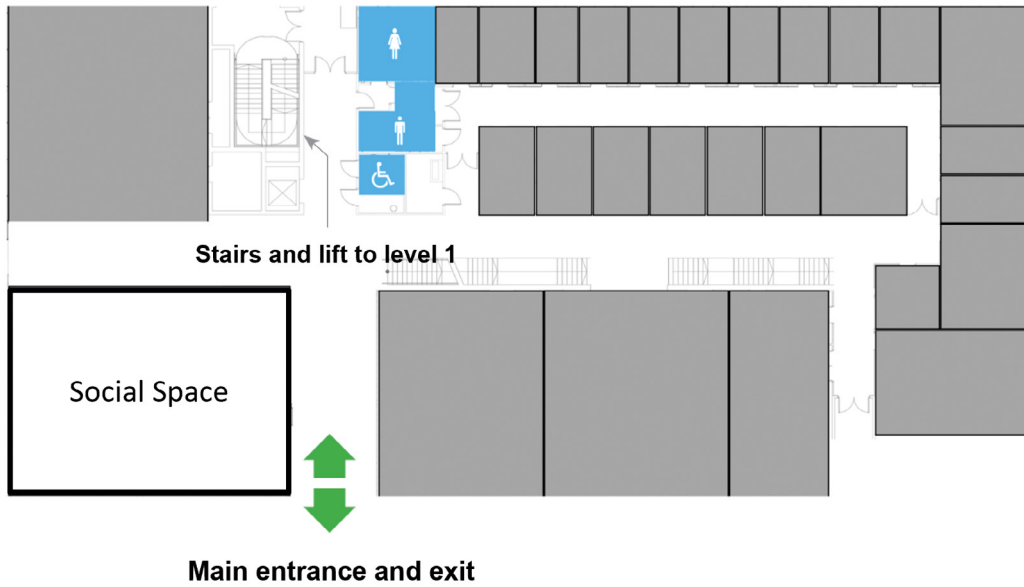 Stairs and lift to level 1
Social Space
Main entrance and exit